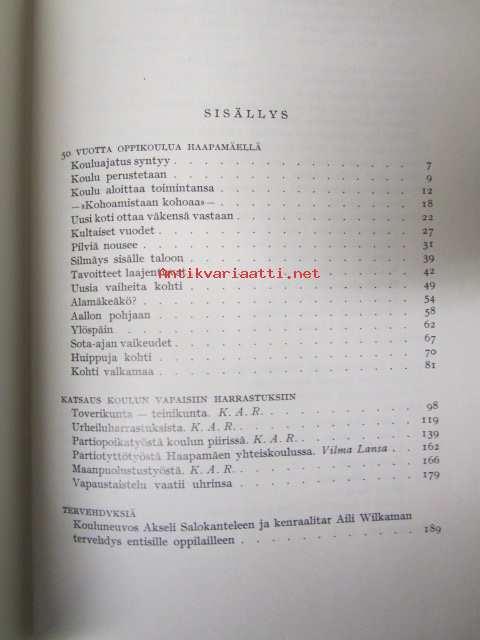 SISÄLLYS
50 VUOTTA OPPIKOULUA HAAPAMÄELLÄ
Kouluajatus syntyy . . . . . . . . . . . . 7
Koulu perustetaan . . . . . . . . . . . . 9
Koulu aloittaa toimintansa . . . . . . . . . . 12
—»Kohoamistaan kohoaa»— . . . . . . . . . . 18
Uusi koti ottaa väkensä vastaan . . . . . . . . . 22
Kultaiset vuodet . . . . . . . . . . . . 27
Pilviä nousee . . . . . . . . . . . . . 31
Silmäys sisälle taloon . . . . . . . . . . . 39
Tavoitteet . . . . . . . . . . 42
Antikvariaatti.net
Uusia vaiheita kohti . . . . . . . . . . . 49
Alamäkeäkö? . . . . . . . . . . . . . 54
Aallon pohjaan . . . . . . . . . . . . 58
Ylöspäin . . . . . . . . . . . . . . 62
Sota-ajan vaikeudet . . . . . . . . . . . 67
Huippuja kohti . . . . . . . . . . . . 70
Kohti valkamaa . . . . . . . . . . . . 81
KATSAUS KOULUN VAPAISIIN HARRASTUKSIIN
Toverikunta — teinikunta. K. A. R. . . . . . . . . 98
Urheiluharrastuksista. K. A. R. . . . . . . . . . 119
Partiopoikatyöstä koulun piirissä. K. A. R. . . . . . . 139
Partiotyttötyöstä Haapamäen yhteiskoulussa. Vilma Lansa . . 162
Maanpuolustustyöstä. K. A. R. . . . . . . . . . 166
Vapaustaistelu vaatii uhrinsa . . . . . . . . . 179
TERVEHDYKSIÄ
Kouluneuvos Akseli Salokanteleen ja kenraalitar Aili Wilkaman
tervehdys entisille oppilailleen . . . . . . . . . 189